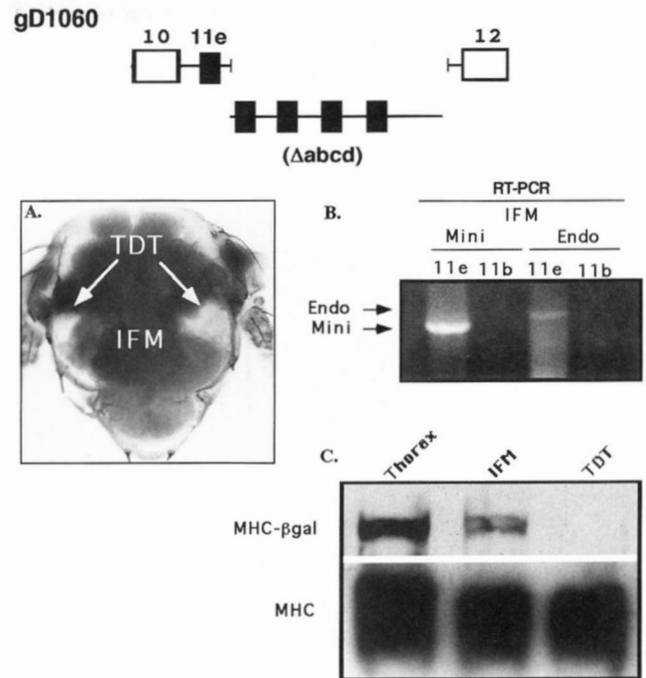 gD1060
10 11e 12
(Δabcd)
A.
TDT
IFM
B.
RT-PCR
IFM
Mini Endo
11e 11b 11e 11b
Endo
Mini
C.
Thorax IFM TDT
MHC-βgal
MHC